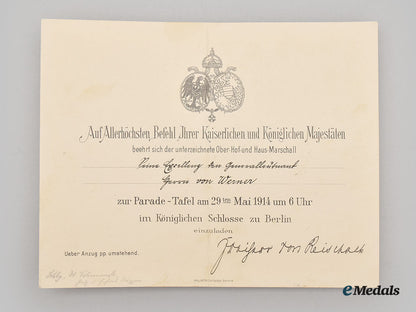 Auf Allerhöchsten Befehl Ihrer Kaiserlichen und Königlichen Majestäten
beehrt sich der unterzeichnete Ober-Hof-und Haus-Marschall
Seine Excellenz den Generalleutnant
Herrn von Werner
zur Parade-Tafel am 29ten Mai 1914 um 6 Uhr
im Königlichen Schlosse zu Berlin
einzuladen
Freiherr von Reischach
Ueber Anzug pp. umstehend.
eMedals